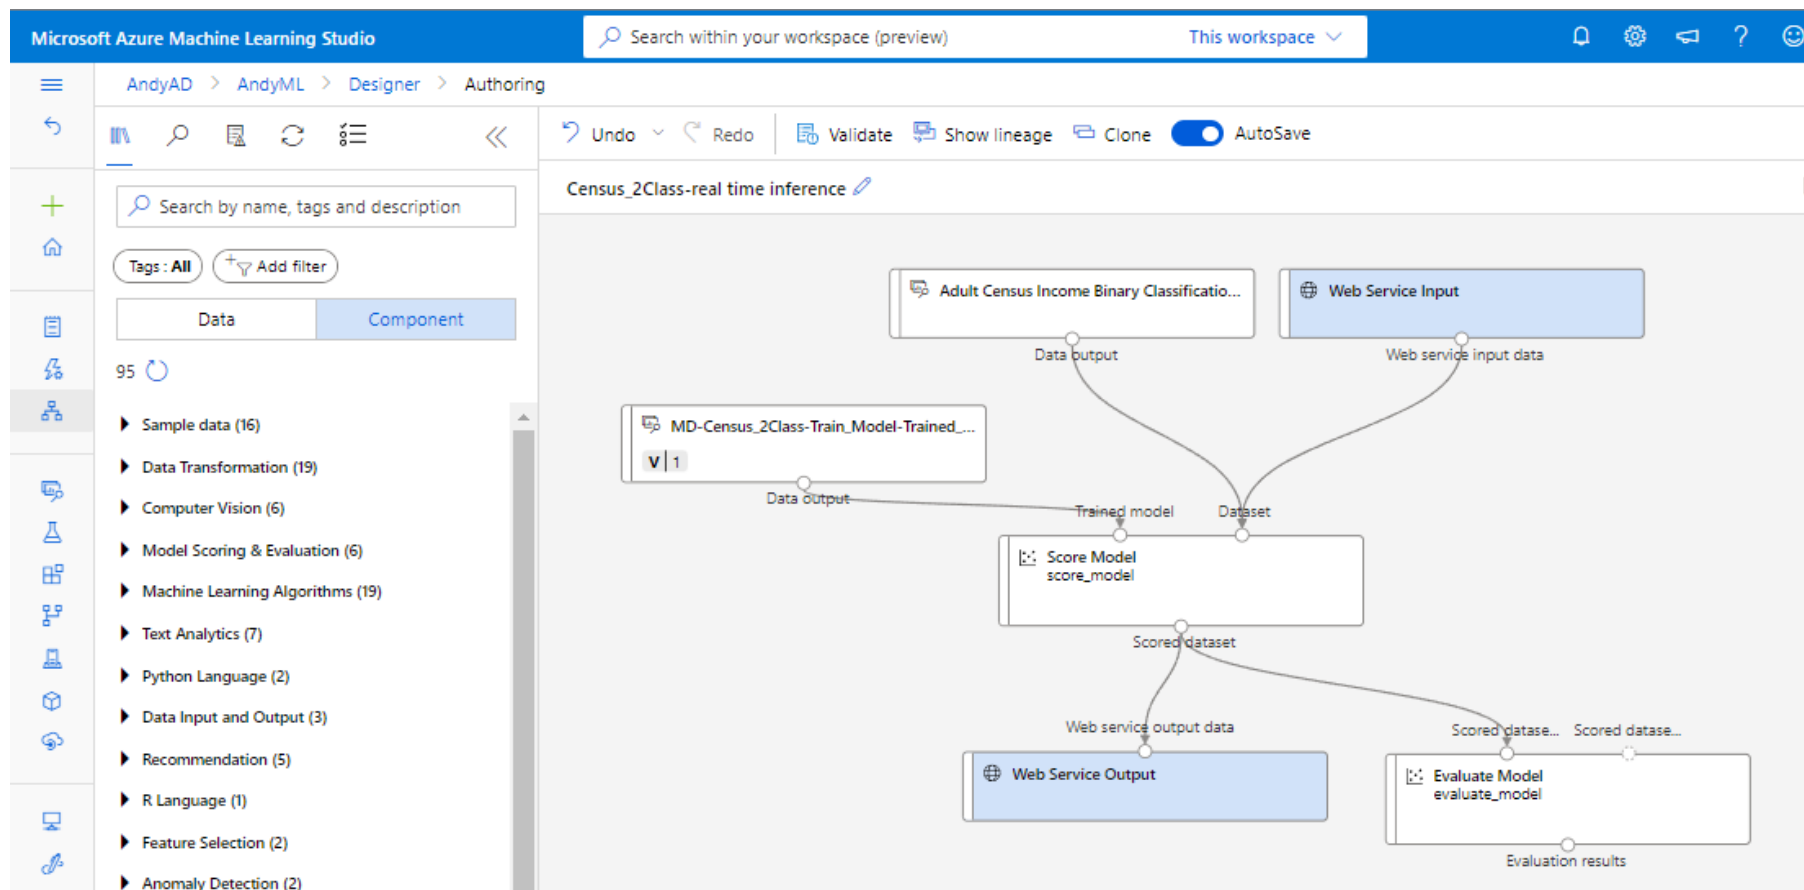 Microsoft Azure Machine Learning Studio
Search within your workspace (preview)
This workspace
AndyAD > AndyML > Designer > Authoring
Undo
Redo
Validate
Show lineage
Clone
AutoSave
Census_2Class-real time inference
Search by name, tags and description
Tags : All
Add filter
Data
Component
95
Sample data (16)
Data Transformation (19)
Computer Vision (6)
Model Scoring & Evaluation (6)
Machine Learning Algorithms (19)
Text Analytics (7)
Python Language (2)
Data Input and Output (3)
Recommendation (5)
R Language (1)
Feature Selection (2)
Anomaly Detection (2)
Adult Census Income Binary Classificatio...
Data output
Web Service Input
Web service input data
MD-Census_2Class-Train_Model-Trained_...
V 1
Data output
Trained model
Dataset
Score Model
score_model
Scored dataset
Web service output data
Web Service Output
Scored datase...
Scored datase...
Evaluate Model
evaluate_model
Evaluation results